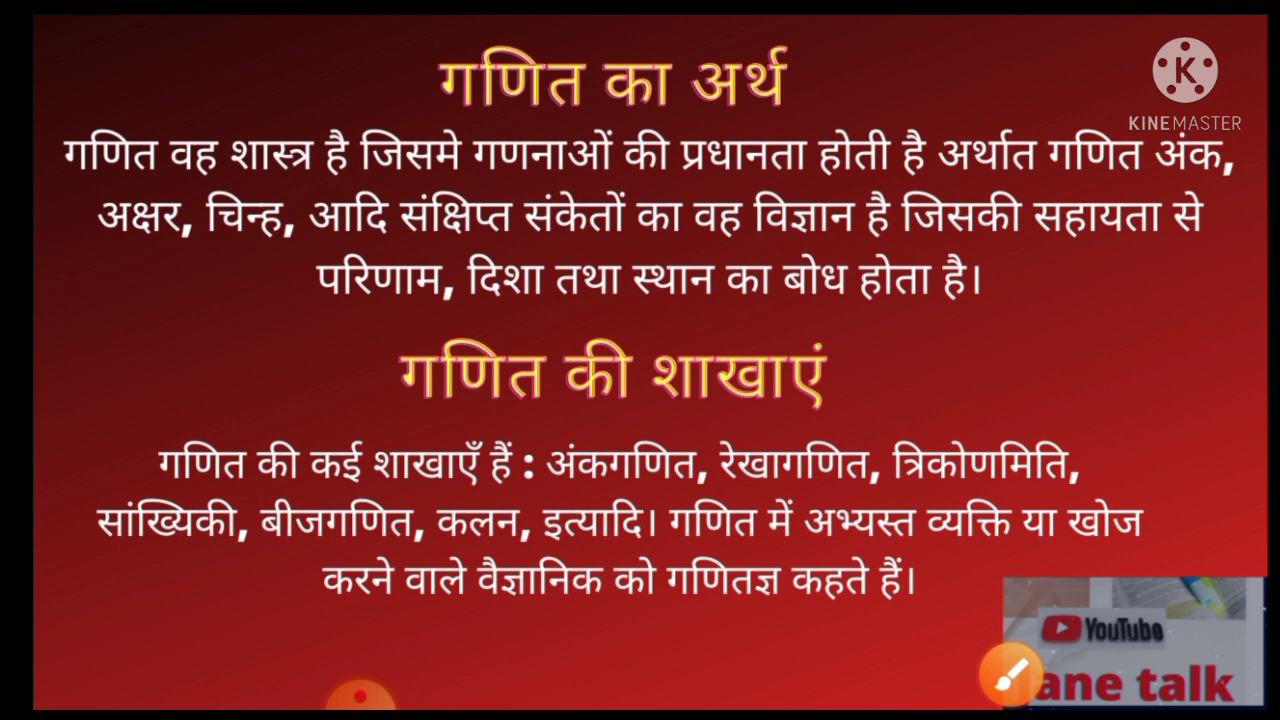 गणित का अर्थ
K
KINEMASTER
गणित वह शास्त्र है जिसमे गणनाओं की प्रधानता होती है अर्थात गणित अंक,
अक्षर, चिन्ह, आदि संक्षिप्त संकेतों का वह विज्ञान है जिसकी सहायता से
परिणाम, दिशा तथा स्थान का बोध होता है।
गणित की शाखाएं
गणित की कई शाखाएँ हैं : अंकगणित, रेखागणित, त्रिकोणमिति,
सांख्यिकी, बीजगणित, कलन, इत्यादि। गणित में अभ्यस्त व्यक्ति या खोज
करने वाले वैज्ञानिक को गणितज्ञ कहते हैं।
YouTube
talk